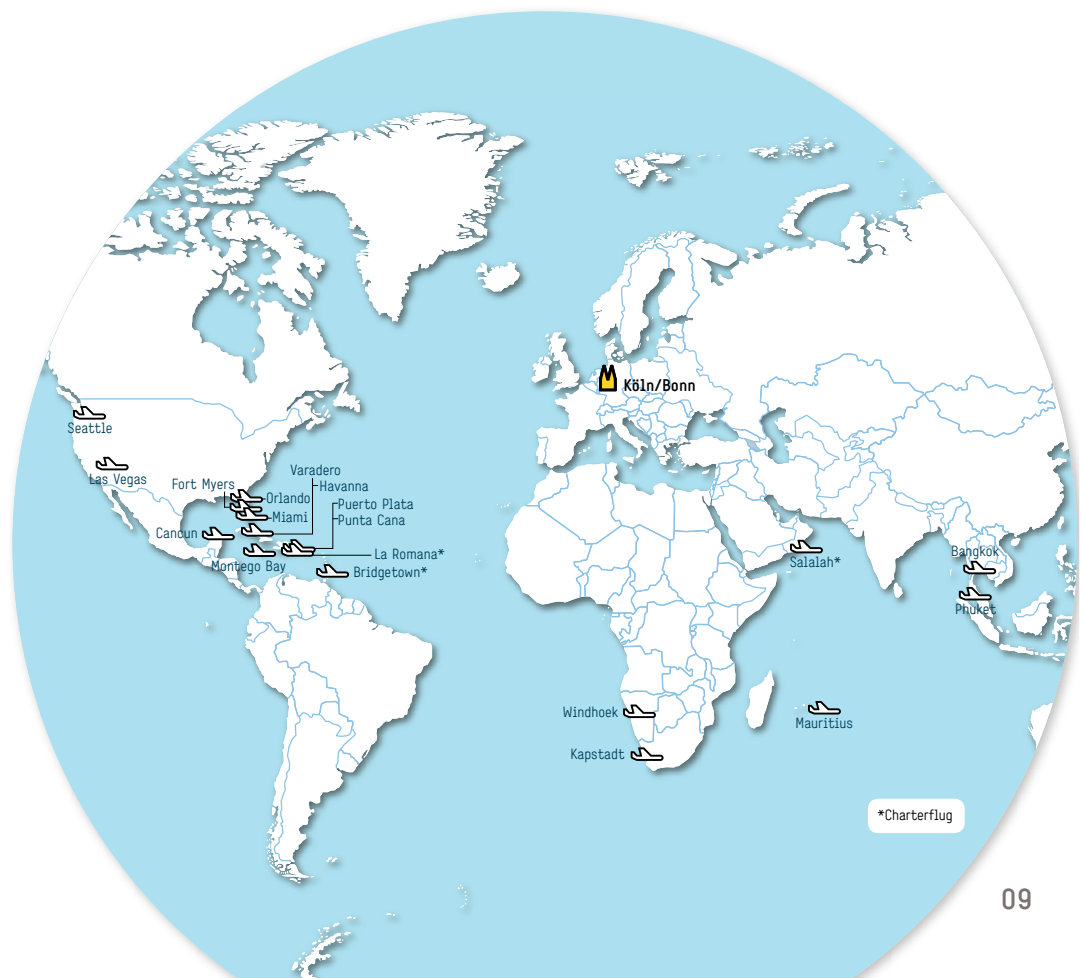 Köln/Bonn
Seattle
Las Vegas
Varadero
Havanna
Fort Myers
Orlando
Puerto Plata
Miami
Punta Cana
Cancun
La Romana*
Montego Bay
Bridgetown*
Salalah*
Bangkok
Phuket
Windhoek
Mauritius
Kapstadt
*Charterflug
09